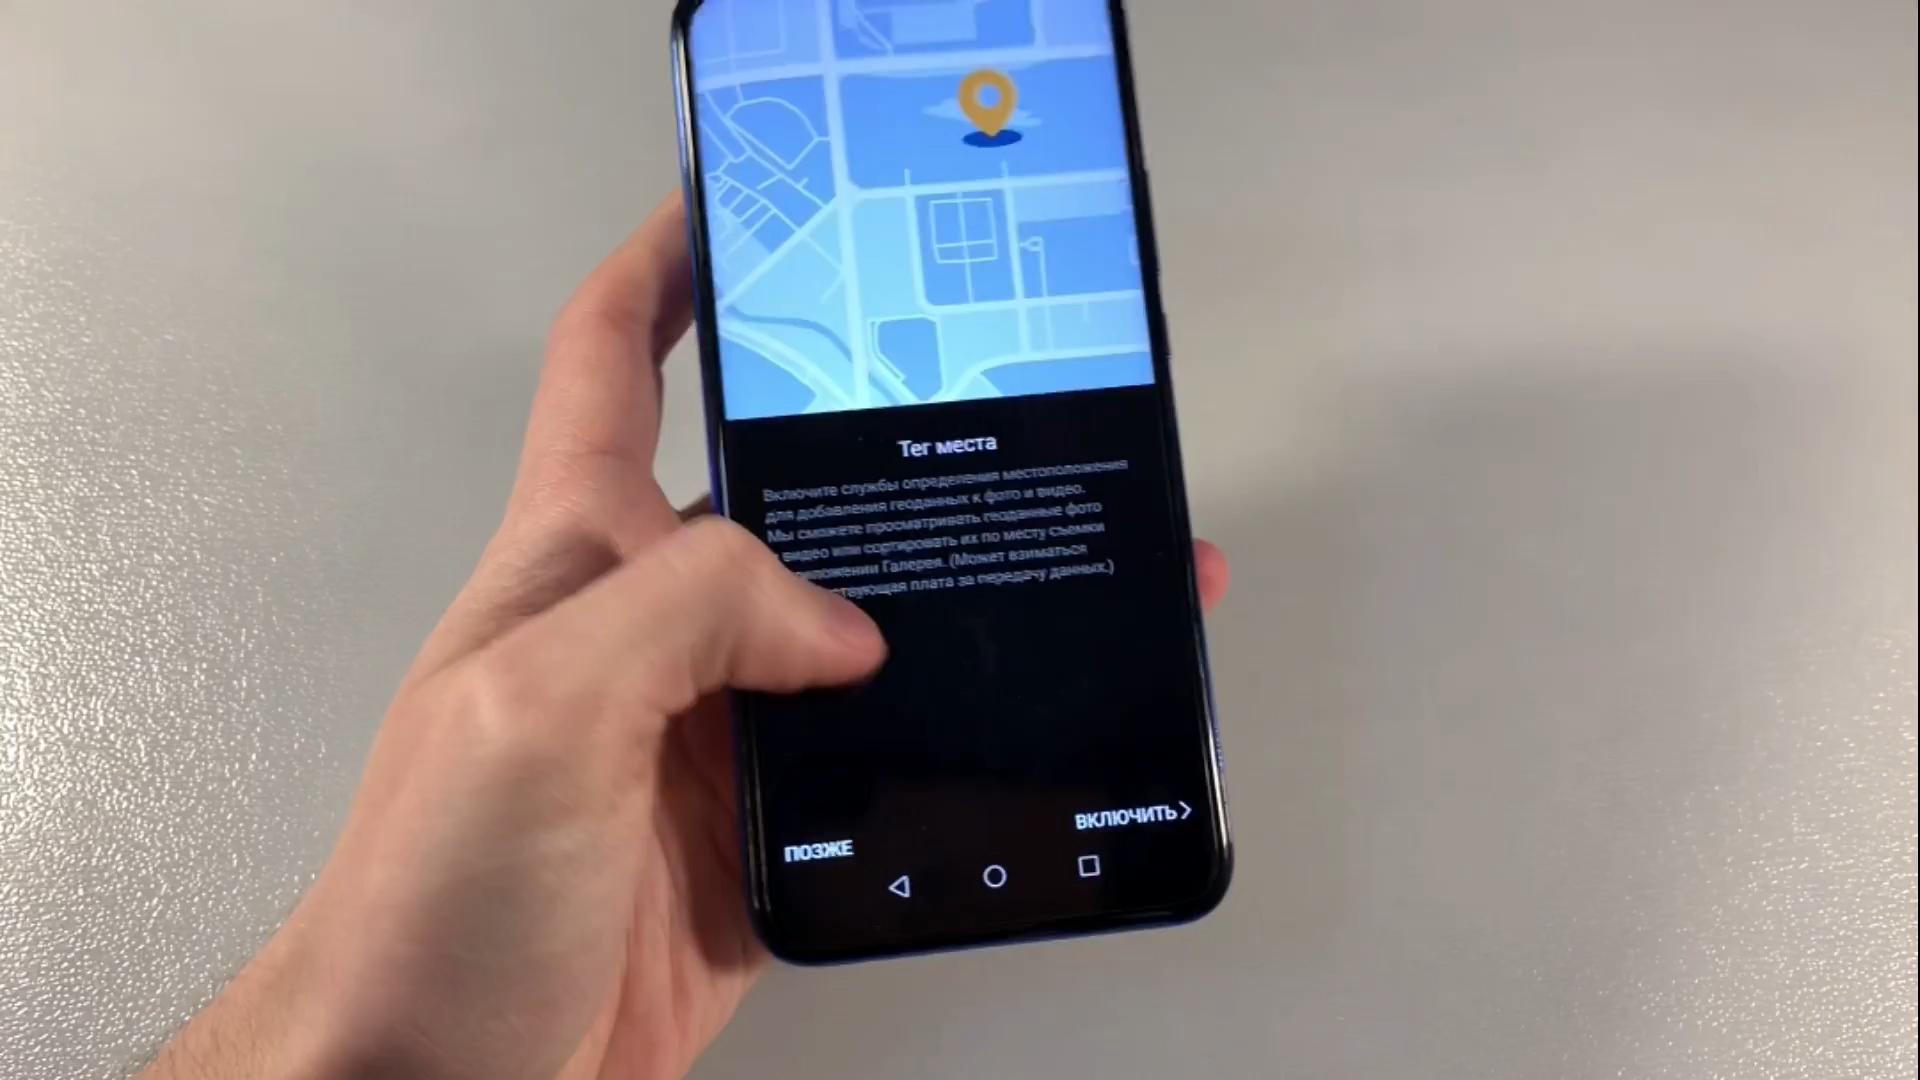 Тег места
Включите службы определения местоположения
для добавления геоданных к фото и видео.
Мы сможете просматривать геоданные фото
видео или сортировать их по месту съемки
Галерея. (Может взиматься
плата за передачу данных.)
ВКЛЮЧИТЬ
ПОЗЖЕ